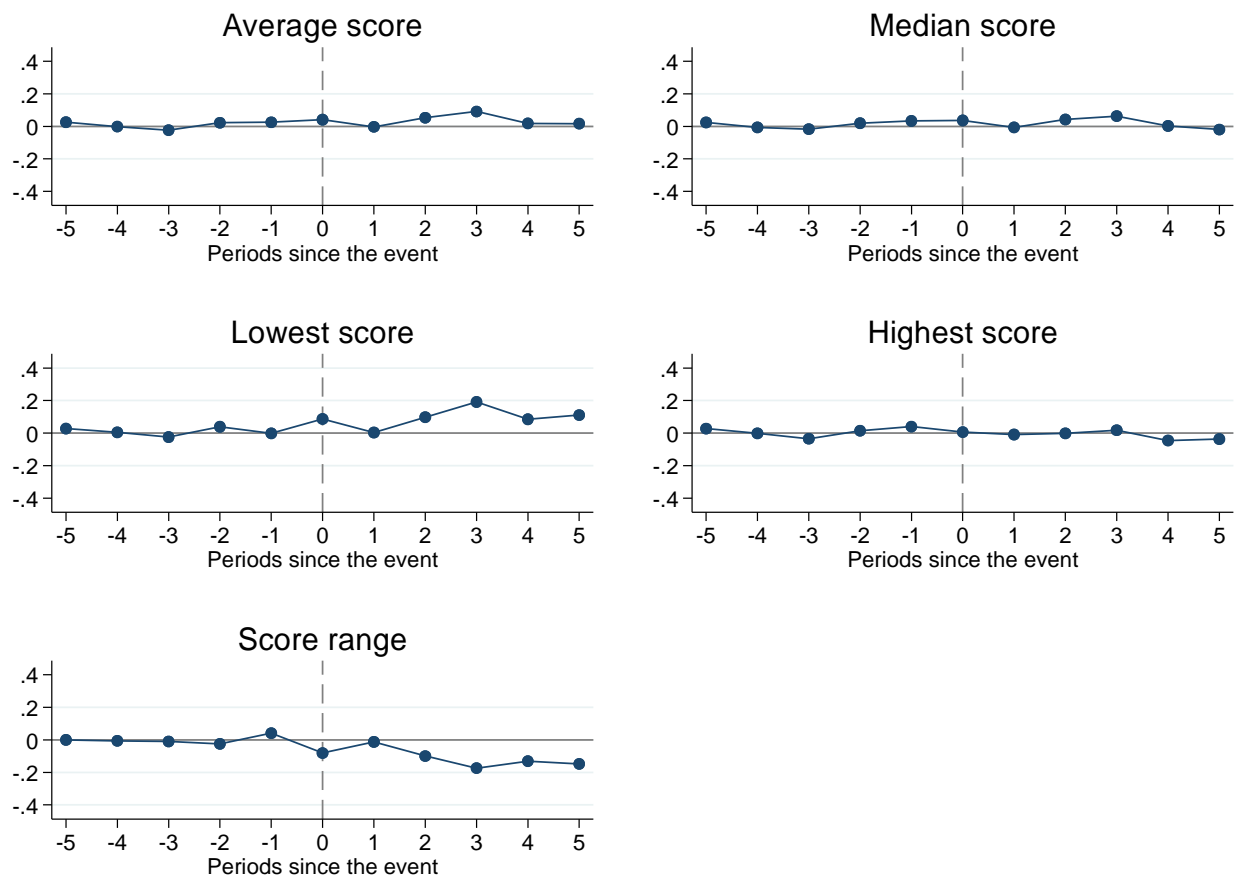 Average score
.4
.2
0
-.2
-.4
-5 -4 -3 -2 -1 0 1 2 3 4 5
Periods since the event
Median score
.4
.2
0
-.2
-.4
-5 -4 -3 -2 -1 0 1 2 3 4 5
Periods since the event
Lowest score
.4
.2
0
-.2
-.4
-5 -4 -3 -2 -1 0 1 2 3 4 5
Periods since the event
Highest score
.4
.2
0
-.2
-.4
-5 -4 -3 -2 -1 0 1 2 3 4 5
Periods since the event
Score range
.4
.2
0
-.2
-.4
-5 -4 -3 -2 -1 0 1 2 3 4 5
Periods since the event